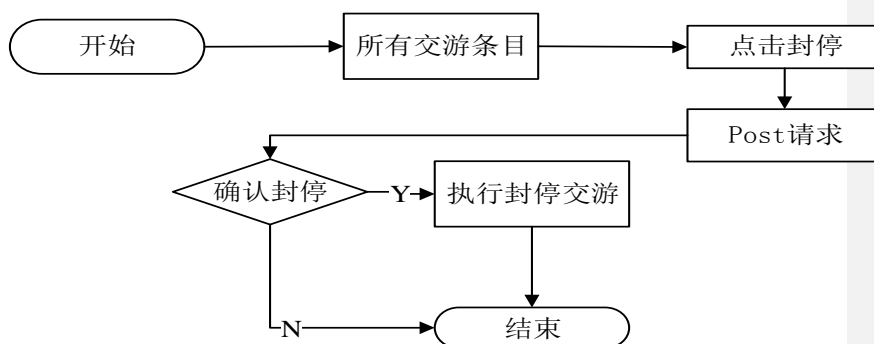 开始
所有交游条目
点击封停
Post请求
确认封停
Y
执行封停交游
N
结束